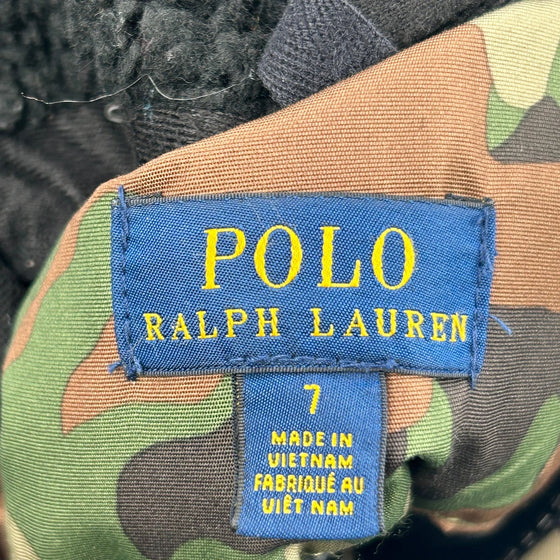 POLO
RALPH LAUREN
7
MADE IN
VIETNAM
FABRIQUÉ AU
VIÊT NAM